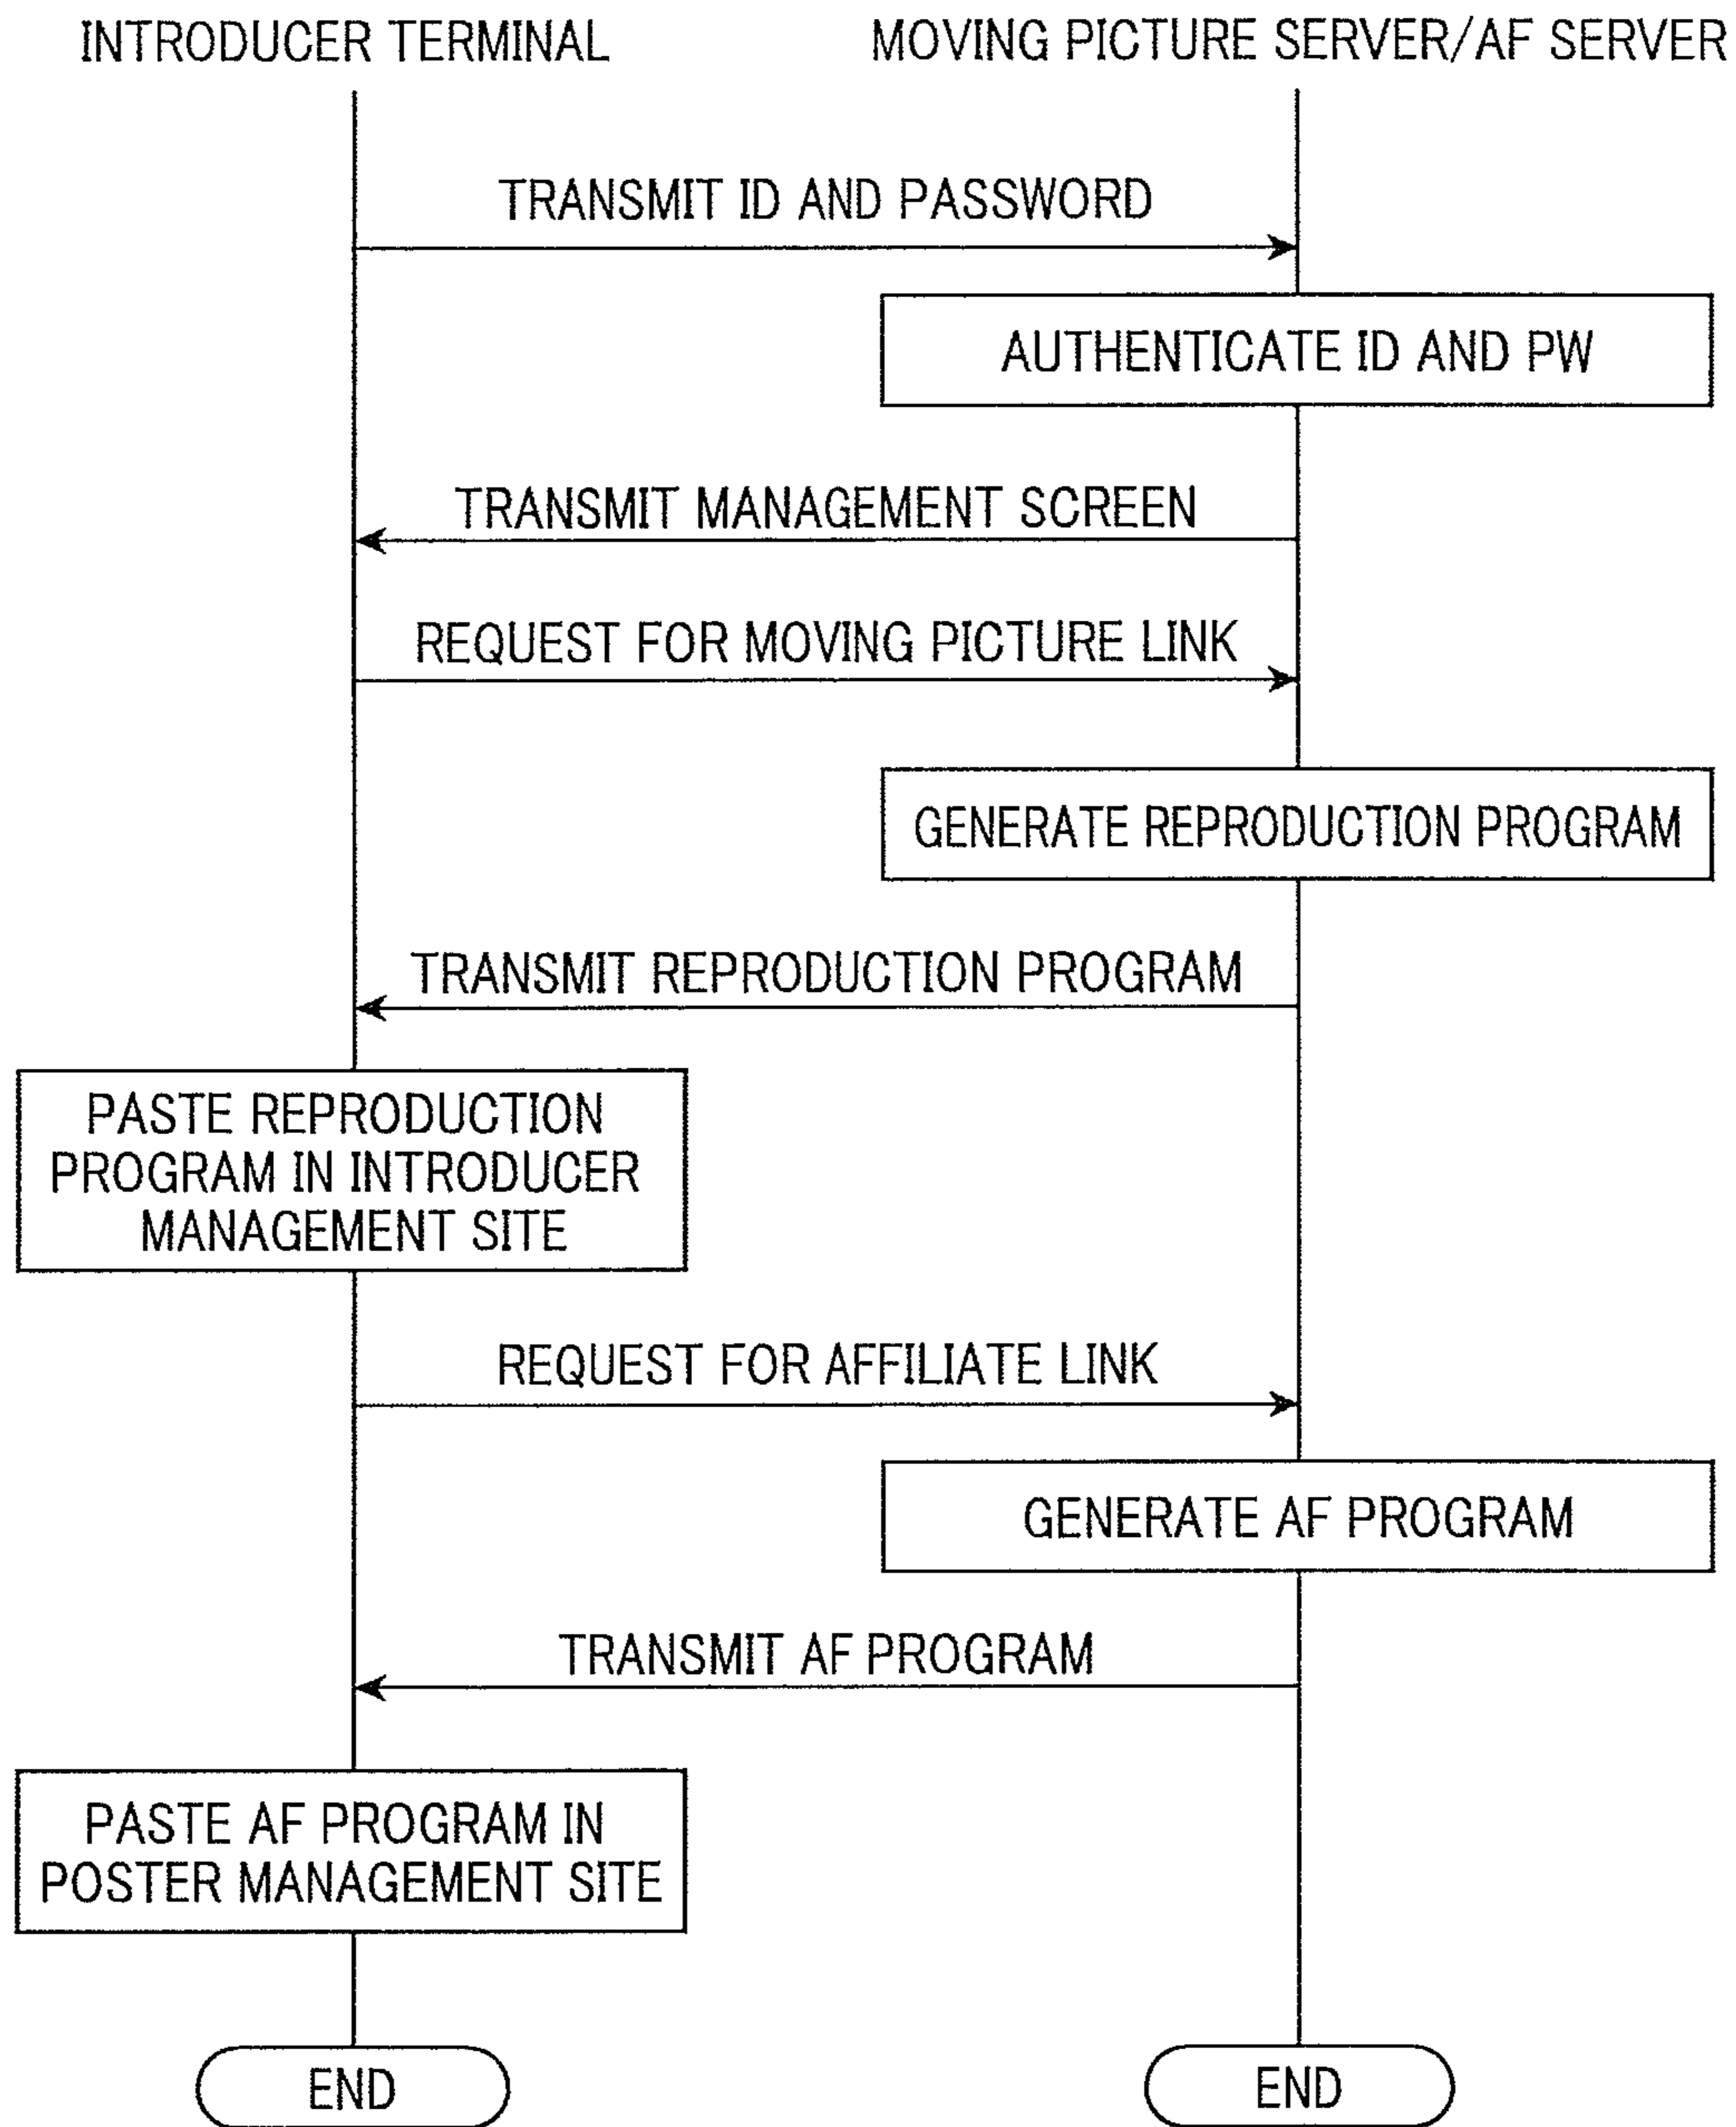 INTRODUCER TERMINAL
MOVING PICTURE SERVER/AF SERVER
TRANSMIT ID AND PASSWORD
AUTHENTICATE ID AND PW
TRANSMIT MANAGEMENT SCREEN
REQUEST FOR MOVING PICTURE LINK
GENERATE REPRODUCTION PROGRAM
TRANSMIT REPRODUCTION PROGRAM
PASTE REPRODUCTION
PROGRAM IN INTRODUCER
MANAGEMENT SITE
REQUEST FOR AFFILIATE LINK
GENERATE AF PROGRAM
TRANSMIT AF PROGRAM
PASTE AF PROGRAM IN
POSTER MANAGEMENT SITE
END
END